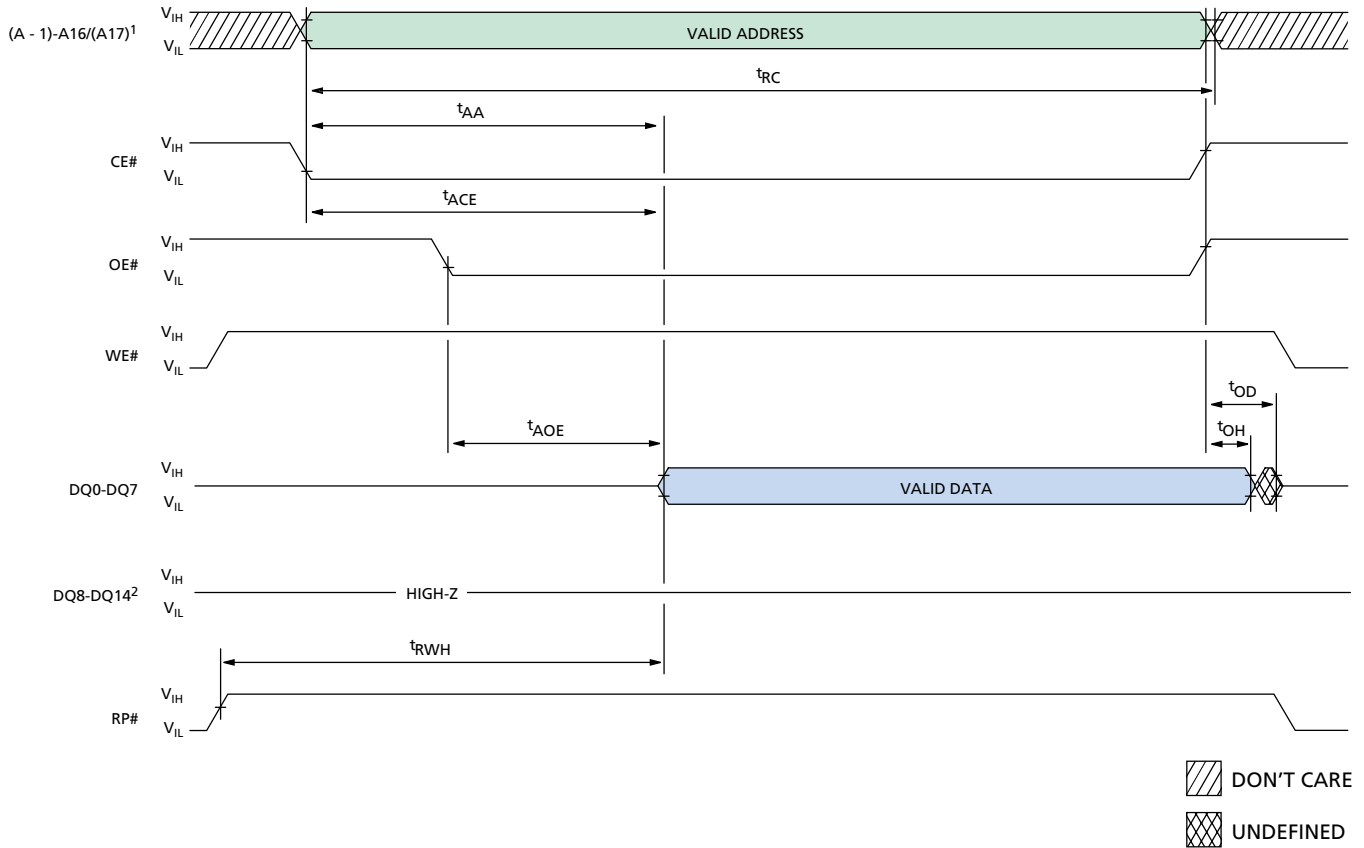 V_IH
(A - 1)-A16/(A17)¹ VALID ADDRESS
V_IL
t_RC
t_AA
V_IH
CE#
V_IL
t_ACE
V_IH
OE#
V_IL
V_IH
WE#
V_IL
t_OD
t_AOE t_OH
V_IH
DQ0-DQ7 VALID DATA
V_IL
V_IH
DQ8-DQ14² HIGH-Z
V_IL
t_RWH
V_IH
RP#
V_IL
DON'T CARE
UNDEFINED